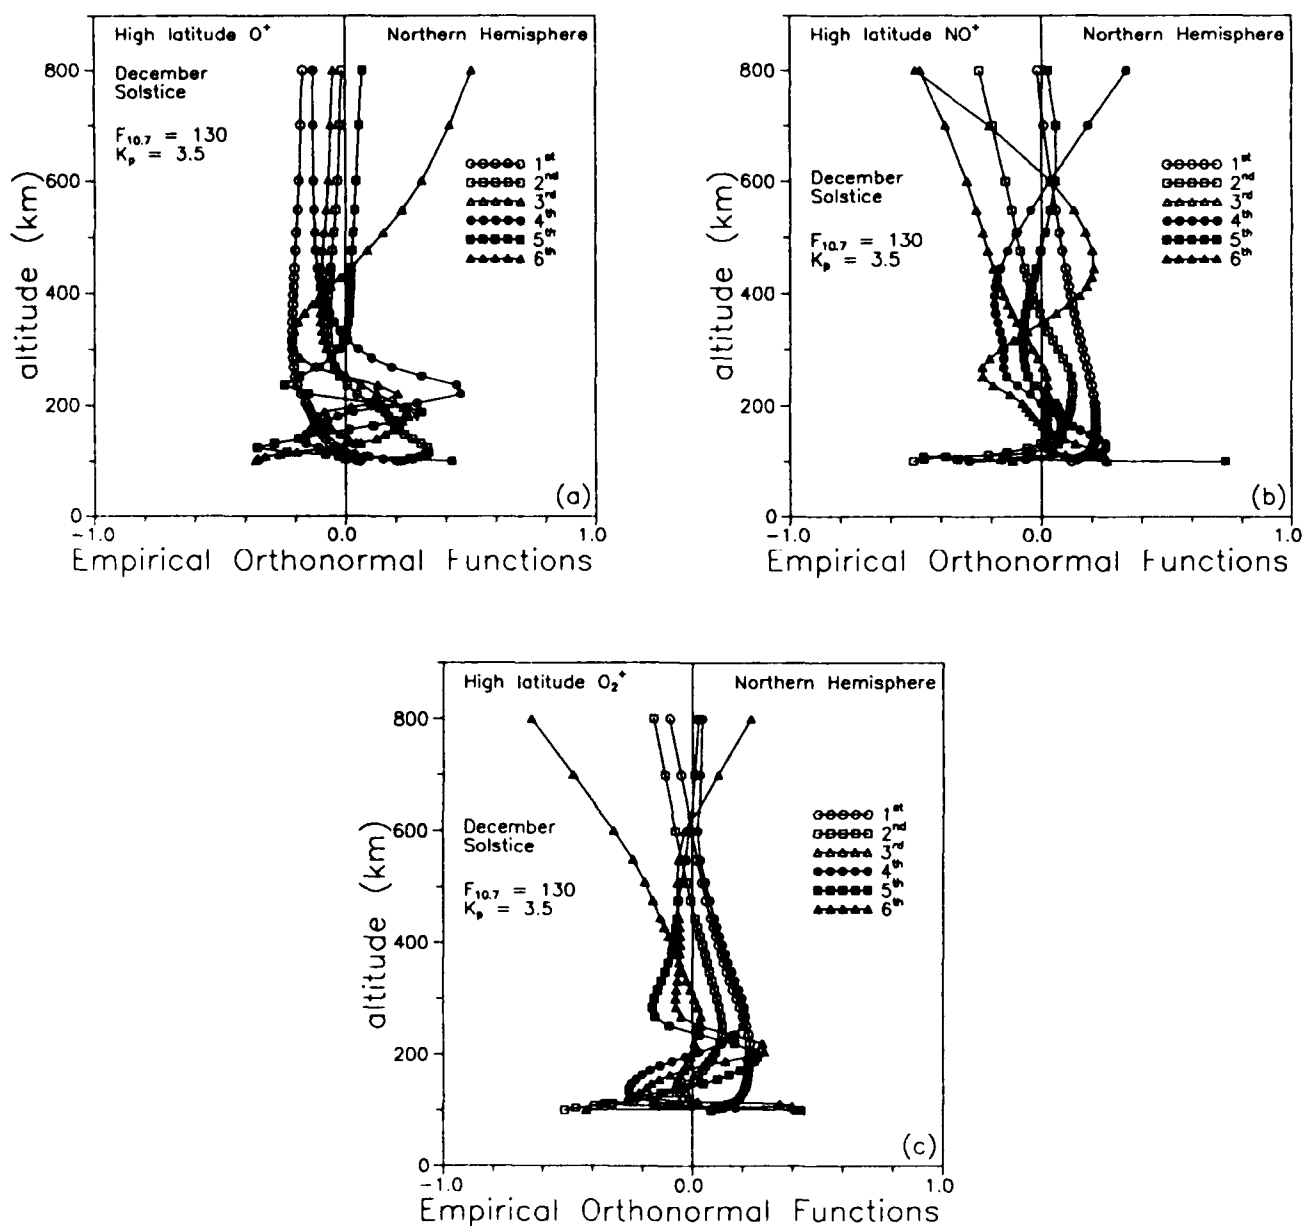 High latitude O⁺ Northern Hemisphere
800
December
Solstice
F₁₀.₇ = 130
Kₚ = 3.5
1ˢᵗ
2ⁿᵈ
3ʳᵈ
4ᵗʰ
5ᵗʰ
6ᵗʰ
600
400
200
0
altitude (km)
(a)
-1.0 0.0 1.0
Empirical Orthonormal Functions
High latitude NO⁺ Northern Hemisphere
800
1ˢᵗ
2ⁿᵈ
3ʳᵈ
4ᵗʰ
5ᵗʰ
6ᵗʰ
600
December
Solstice
F₁₀.₇ = 130
Kₚ = 3.5
400
200
0
altitude (km)
(b)
-1.0 0.0 1.0
Empirical Orthonormal Functions
High latitude O₂⁺ Northern Hemisphere
800
600
December
Solstice
F₁₀.₇ = 130
Kₚ = 3.5
1ˢᵗ
2ⁿᵈ
3ʳᵈ
4ᵗʰ
5ᵗʰ
6ᵗʰ
400
200
0
altitude (km)
(c)
-1.0 0.0 1.0
Empirical Orthonormal Functions